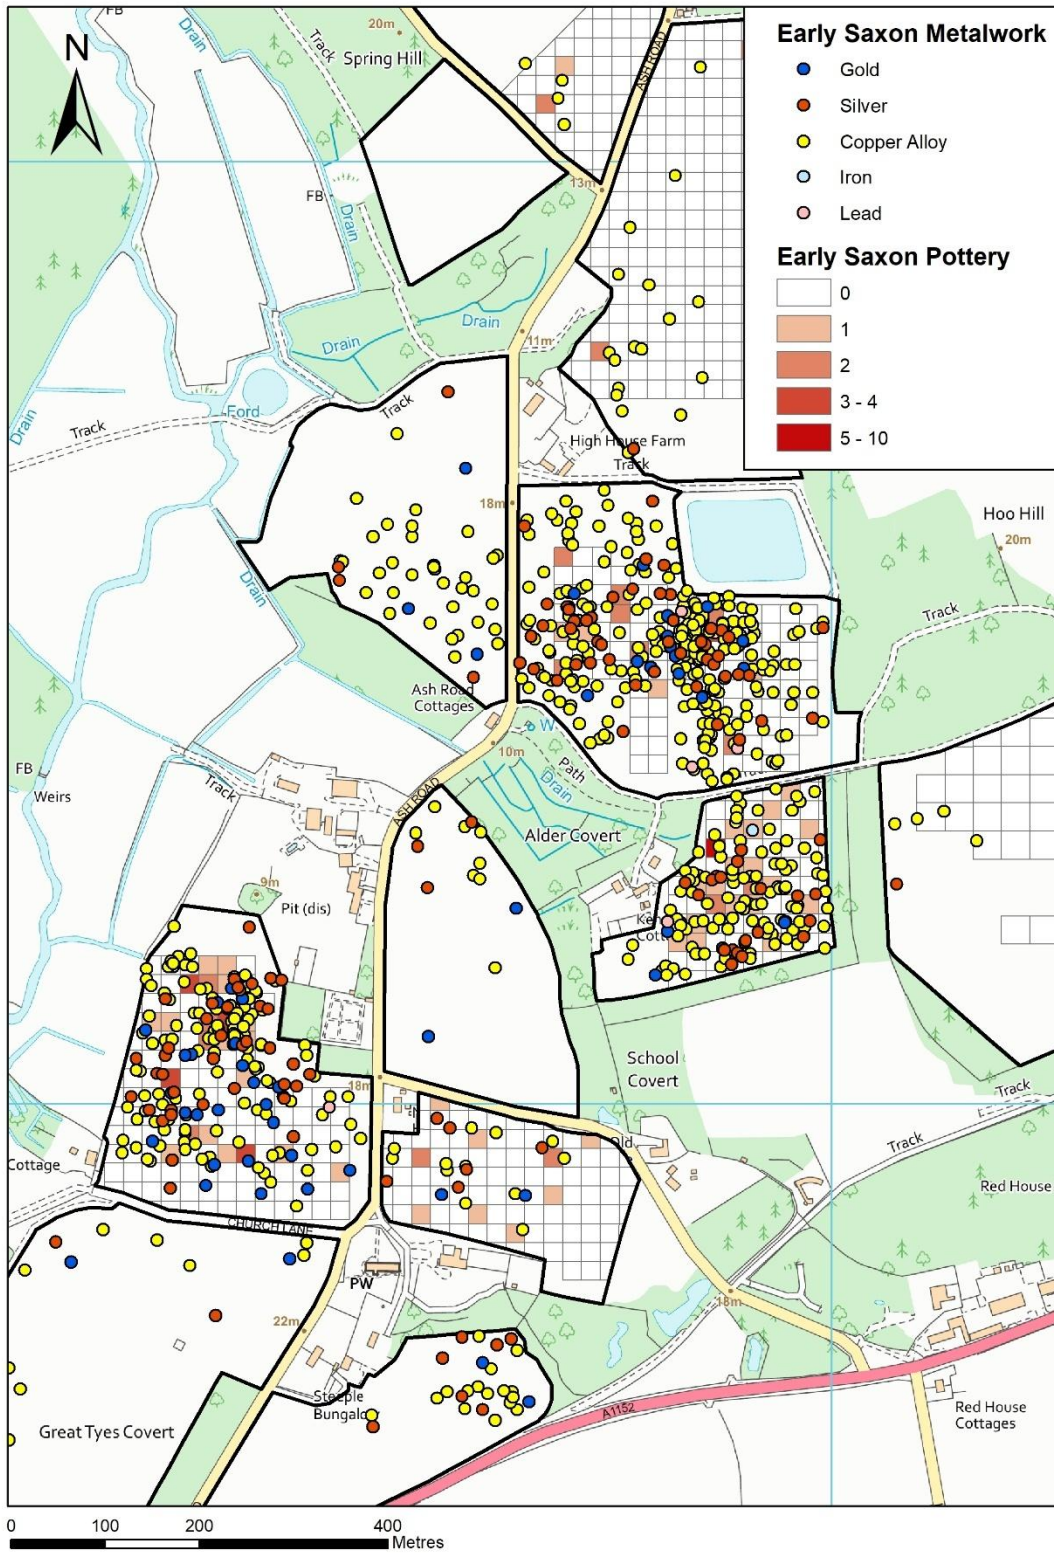 FB
Drain
20m
Track
Spring Hill
ASH ROAD
N
Early Saxon Metalwork
Gold
Silver
Copper Alloy
Iron
Lead
Early Saxon Pottery
0
1
2
3 - 4
5 - 10
13m
FB
Drain
Drain
Drain
11m
Drain
Ford
Track
Track
High House Farm
Track
18m
Hoo Hill
20m
Drain
Track
Ash Road
Cottages
W
10m
Path
Drain
FB
Weirs
Track
ASH ROAD
Alder Covert
9m
Pit (dis)
School
Covert
18m
Track
Track
Cottage
Red House
CHURCH LANE
PW
18m
22m
Steeple
Bungalo
A1152
Red House
Cottages
Great Tyes Covert
0
100
200
400
Metres